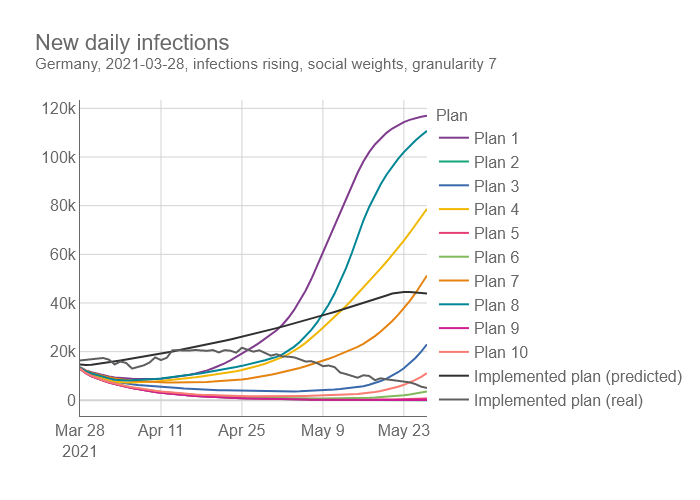 New daily infections
Germany, 2021-03-28, infections rising, social weights, granularity 7
120k
100k
80k
60k
40k
20k
0
Mar 28
2021
Apr 11
Apr 25
May 9
May 23
Plan
Plan 1
Plan 2
Plan 3
Plan 4
Plan 5
Plan 6
Plan 7
Plan 8
Plan 9
Plan 10
Implemented plan (predicted)
Implemented plan (real)